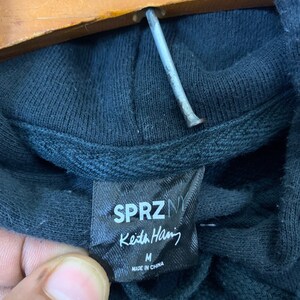 SPRZ NY
Keith Haring
M
MADE IN CHINA